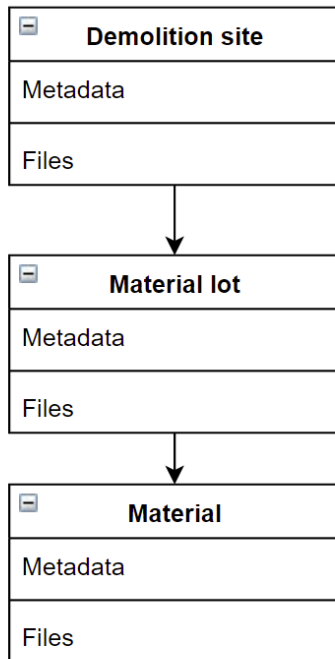 Demolition site
Metadata
Files
Material lot
Metadata
Files
Material
Metadata
Files